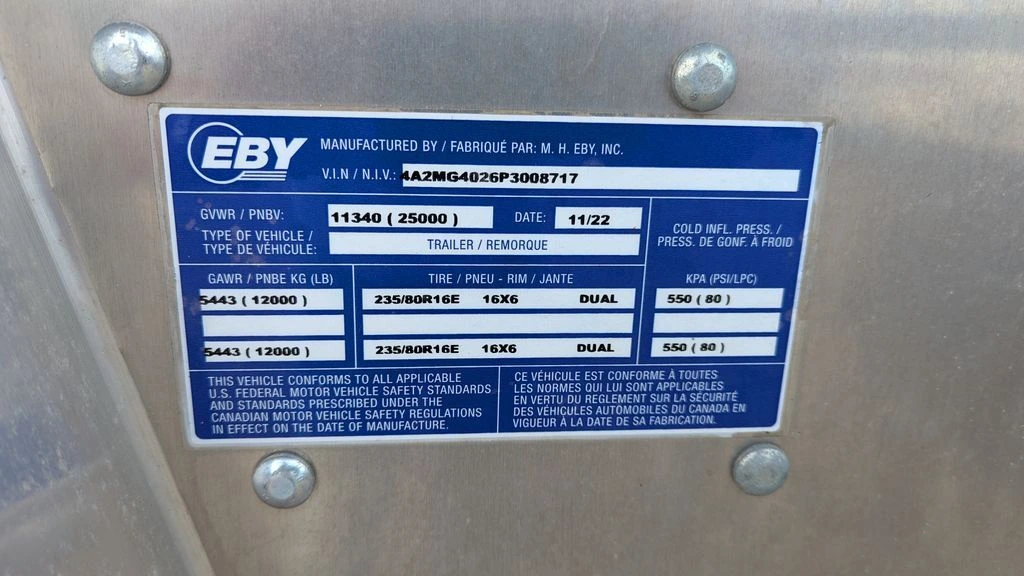 EBY
MANUFACTURED BY / FABRIQUÉ PAR: M. H. EBY, INC.
V.I.N / N.I.V.: 4A2MG4026P3008717
GVWR / PNBV: 11340 ( 25000 ) DATE: 11/22
TYPE OF VEHICLE /
TYPE DE VÉHICULE: TRAILER / REMORQUE
COLD INFL. PRESS. /
PRESS. DE GONF. À FROID
GAWR / PNBE KG (LB) TIRE / PNEU - RIM / JANTE KPA (PSI/LPC)
5443 ( 12000 ) 235/80R16E 16X6 DUAL 550 ( 80 )
5443 ( 12000 ) 235/80R16E 16X6 DUAL 550 ( 80 )
THIS VEHICLE CONFORMS TO ALL APPLICABLE
U.S. FEDERAL MOTOR VEHICLE SAFETY STANDARDS
AND STANDARDS PRESCRIBED UNDER THE
CANADIAN MOTOR VEHICLE SAFETY REGULATIONS
IN EFFECT ON THE DATE OF MANUFACTURE.
CE VÉHICULE EST CONFORME À TOUTES
LES NORMES QUI LUI SONT APPLICABLES
EN VERTU DU REGLEMENT SUR LA SÉCURITÉ
DES VÉHICULES AUTOMOBILES DU CANADA EN
VIGUEUR À LA DATE DE SA FABRICATION.